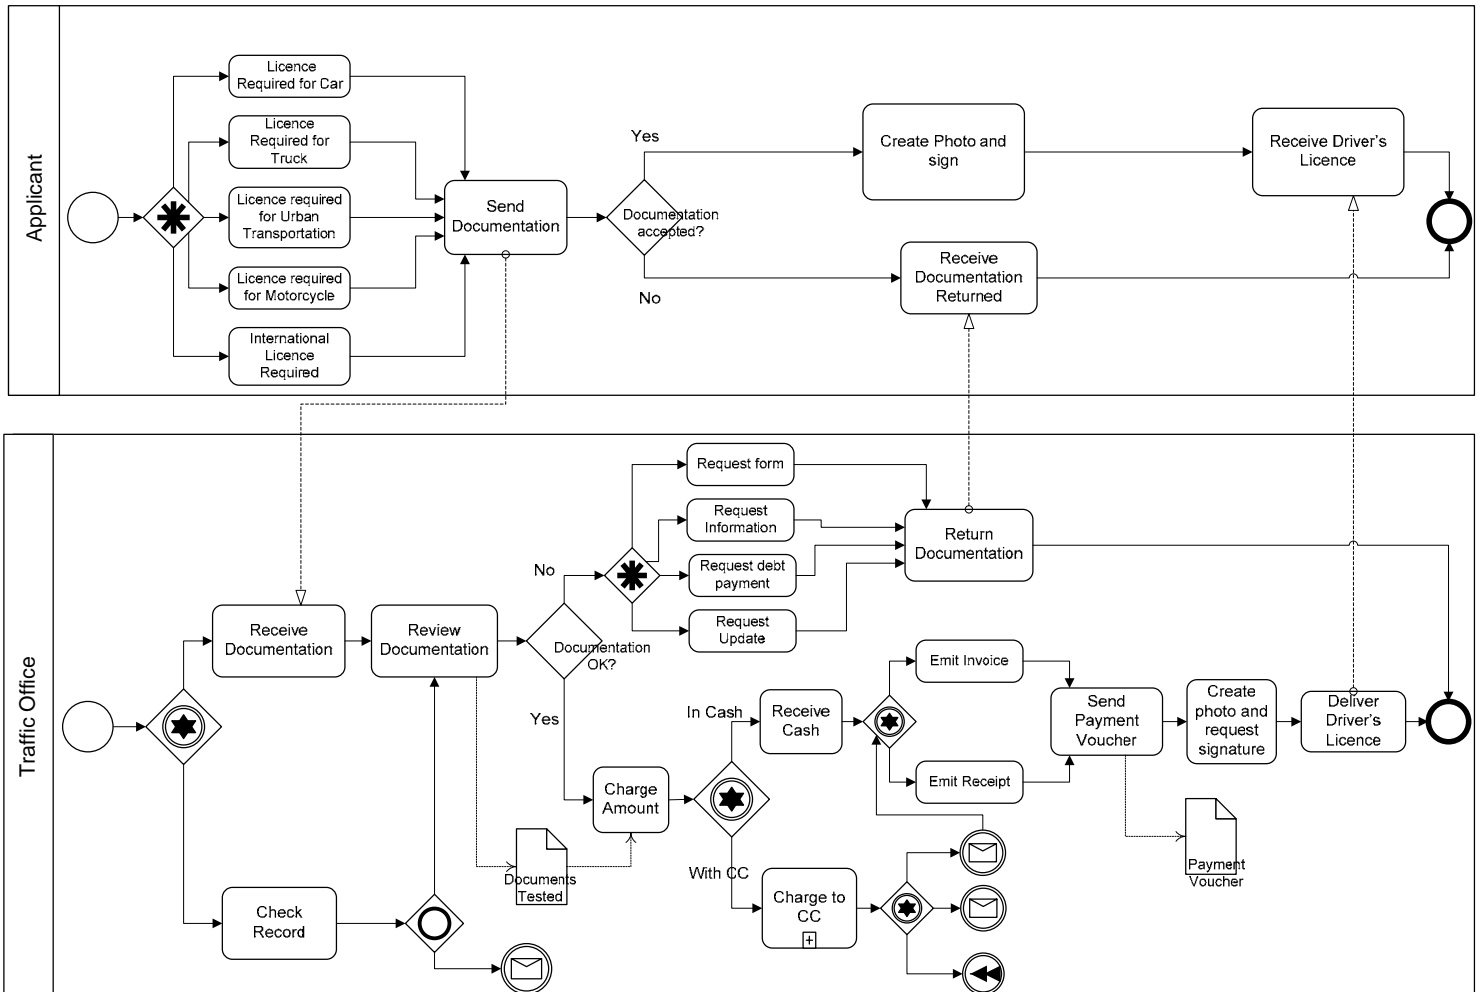 Applicant
Licence
Required for Car
Licence
Required for
Truck
Licence required
for Urban
Transportation
Licence required
for Motorcycle
International
Licence
Required
Send
Documentation
Documentation
accepted?
Yes
No
Create Photo and
sign
Receive
Documentation
Returned
Receive Driver's
Licence
Traffic Office
Receive
Documentation
Check
Record
Review
Documentation
Documentation
OK?
No
Yes
Request form
Request
Information
Request debt
payment
Request
Update
Return
Documentation
Documents
Tested
Charge
Amount
In Cash
With CC
Receive
Cash
Charge to
CC
Emit Invoice
Emit Receipt
Send
Payment
Voucher
Payment
Voucher
Create
photo and
request
signature
Deliver
Driver's
Licence